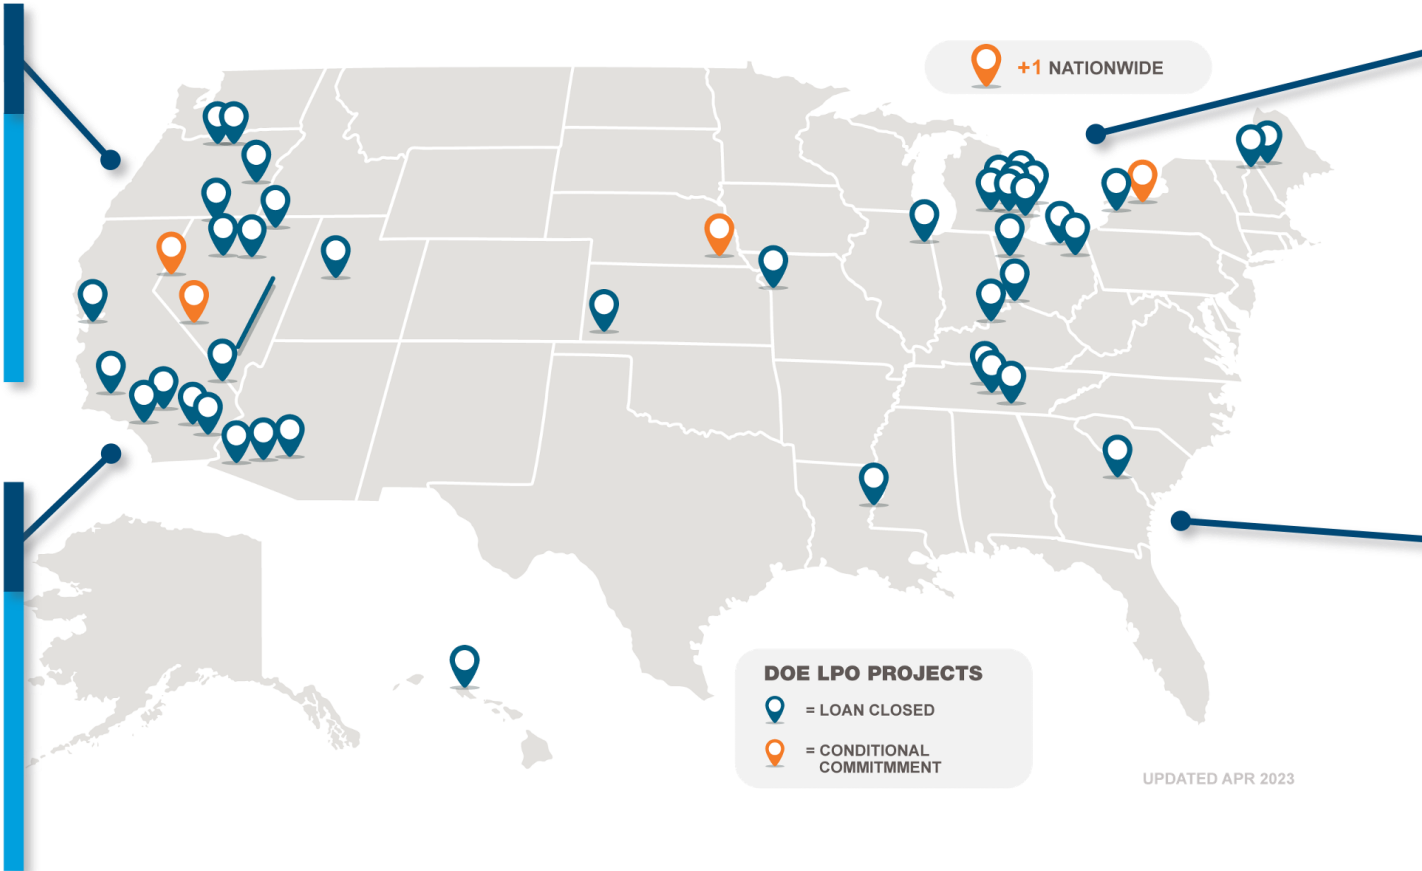 +1 NATIONWIDE
DOE LPO PROJECTS
= LOAN CLOSED
= CONDITIONAL
COMMITMMENT
UPDATED APR 2023